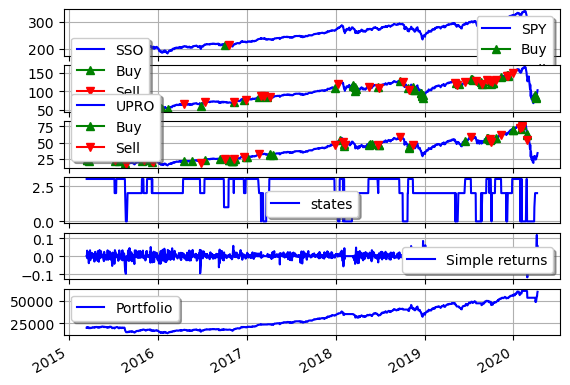 300
200
SPY
Buy
SSO
Buy
Sell
150
100
50
UPRO
Buy
Sell
75
50
25
2.5
0.0
states
0.1
0.0
−0.1
Simple returns
50000
25000
Portfolio
2015
2016
2017
2018
2019
2020